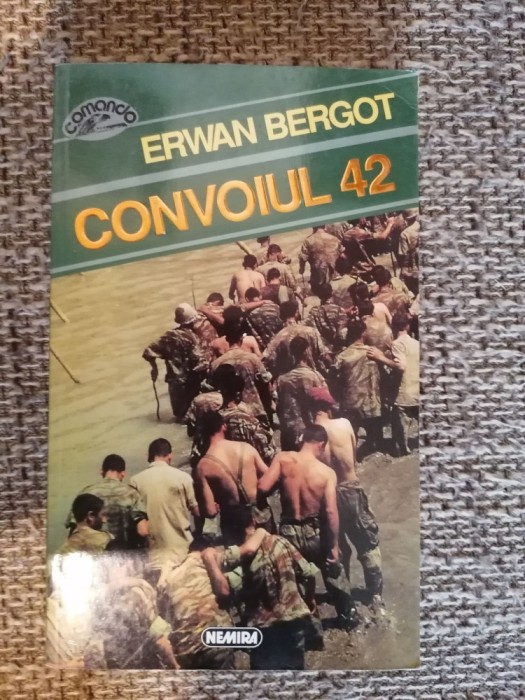 comando
ERWAN BERGOT
CONVOIUL 42
NEMIRA